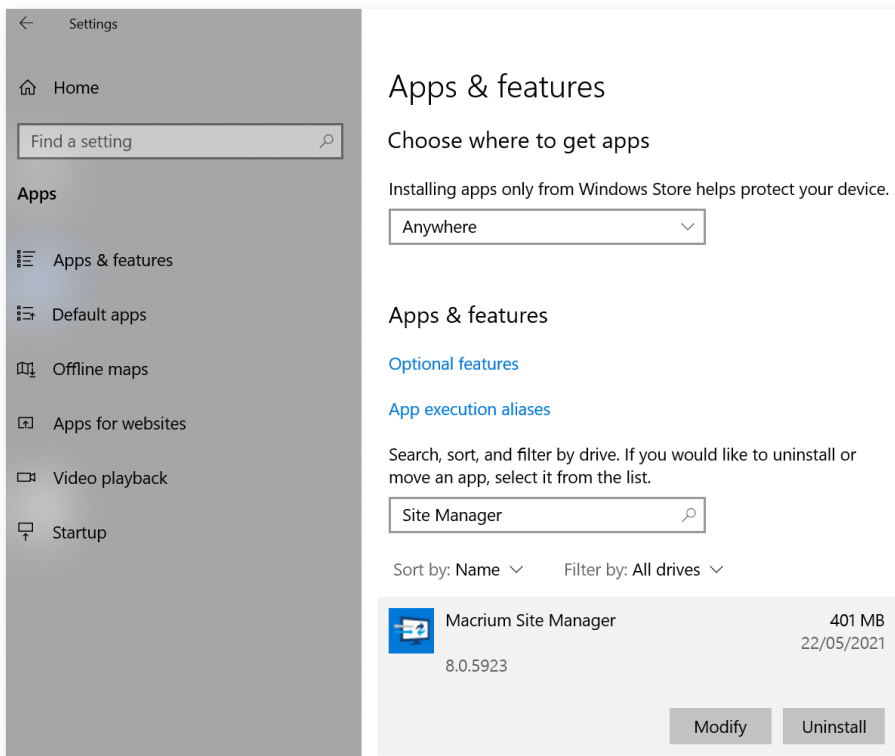 Settings
Home
Find a setting
Apps
Apps & features
Default apps
Offline maps
Apps for websites
Video playback
Startup
Apps & features
Choose where to get apps
Installing apps only from Windows Store helps protect your device.
Anywhere
Apps & features
Optional features
App execution aliases
Search, sort, and filter by drive. If you would like to uninstall or
move an app, select it from the list.
Site Manager
Sort by: Name Filter by: All drives
Macrium Site Manager 401 MB
22/05/2021
8.0.5923
Modify Uninstall